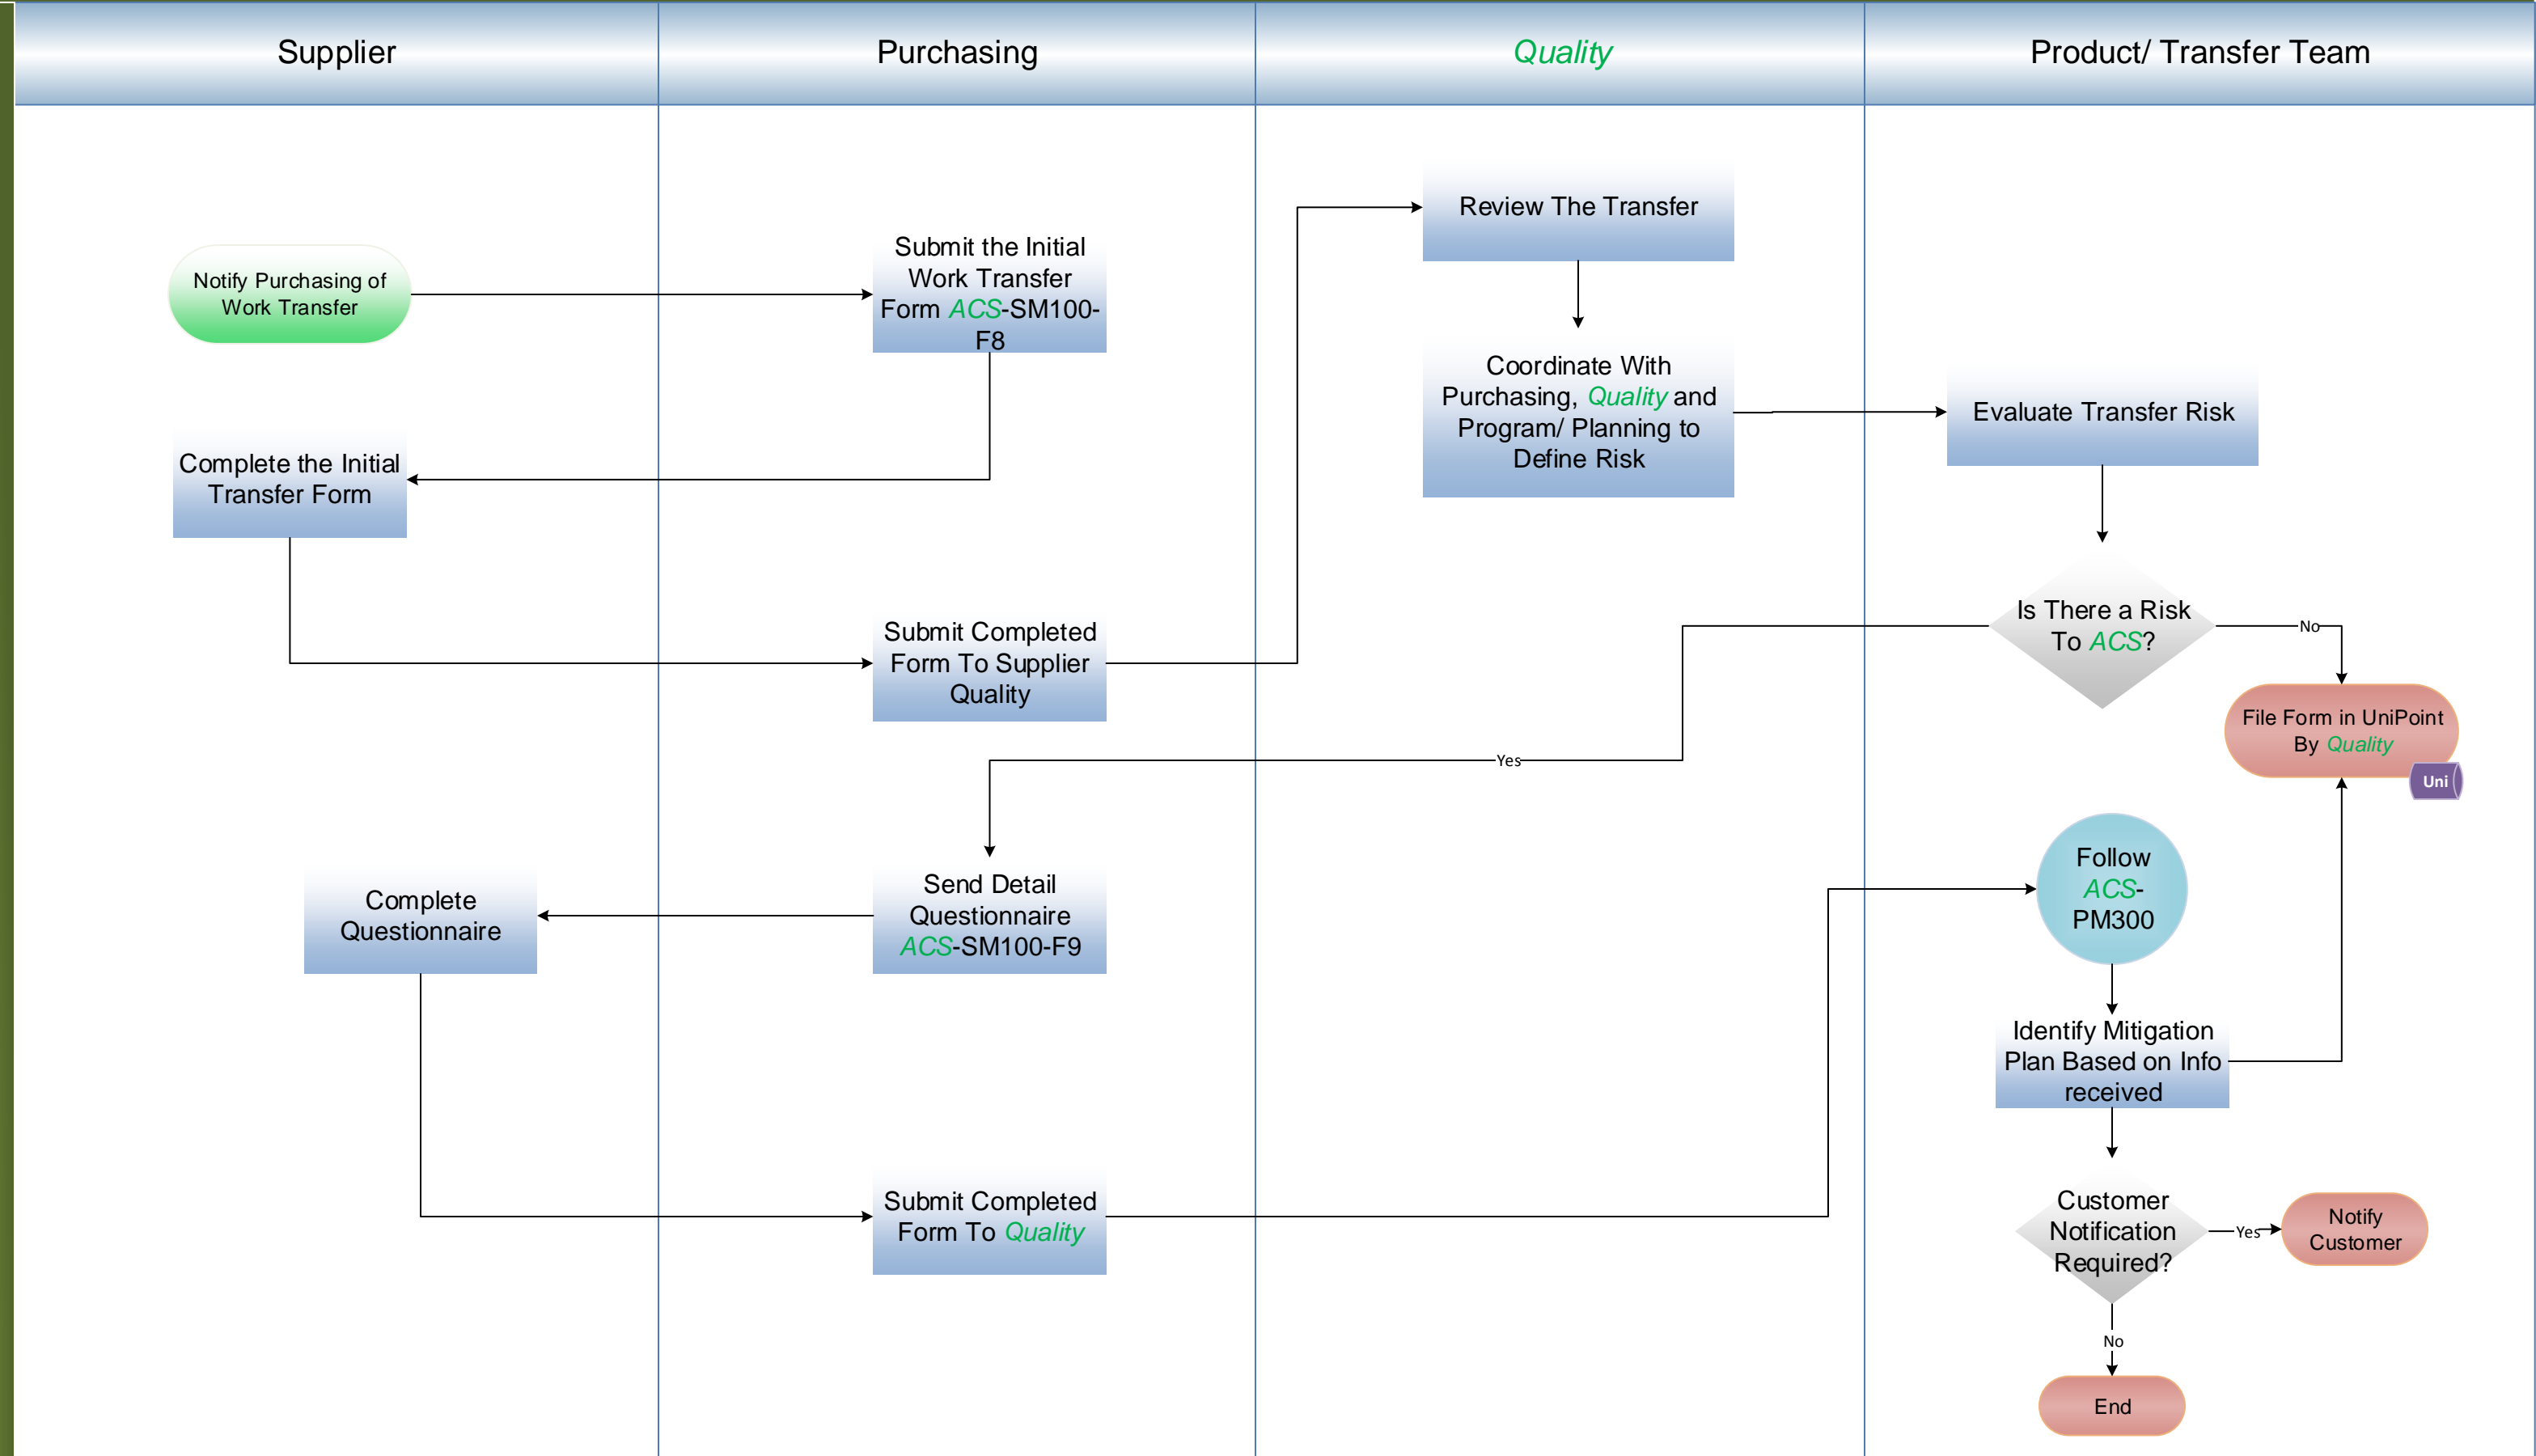 Supplier
Purchasing
Quality
Product/ Transfer Team
Notify Purchasing of
Work Transfer
Submit the Initial
Work Transfer
Form ACS-SM100-
F8
Review The Transfer
Coordinate With
Purchasing, Quality and
Program/ Planning to
Define Risk
Evaluate Transfer Risk
Complete the Initial
Transfer Form
Submit Completed
Form To Supplier
Quality
Is There a Risk
To ACS?
No
File Form in UniPoint
By Quality
Uni
Yes
Complete
Questionnaire
Send Detail
Questionnaire
ACS-SM100-F9
Follow
ACS-
PM300
Identify Mitigation
Plan Based on Info
received
Submit Completed
Form To Quality
Customer
Notification
Required?
Yes
Notify
Customer
No
End